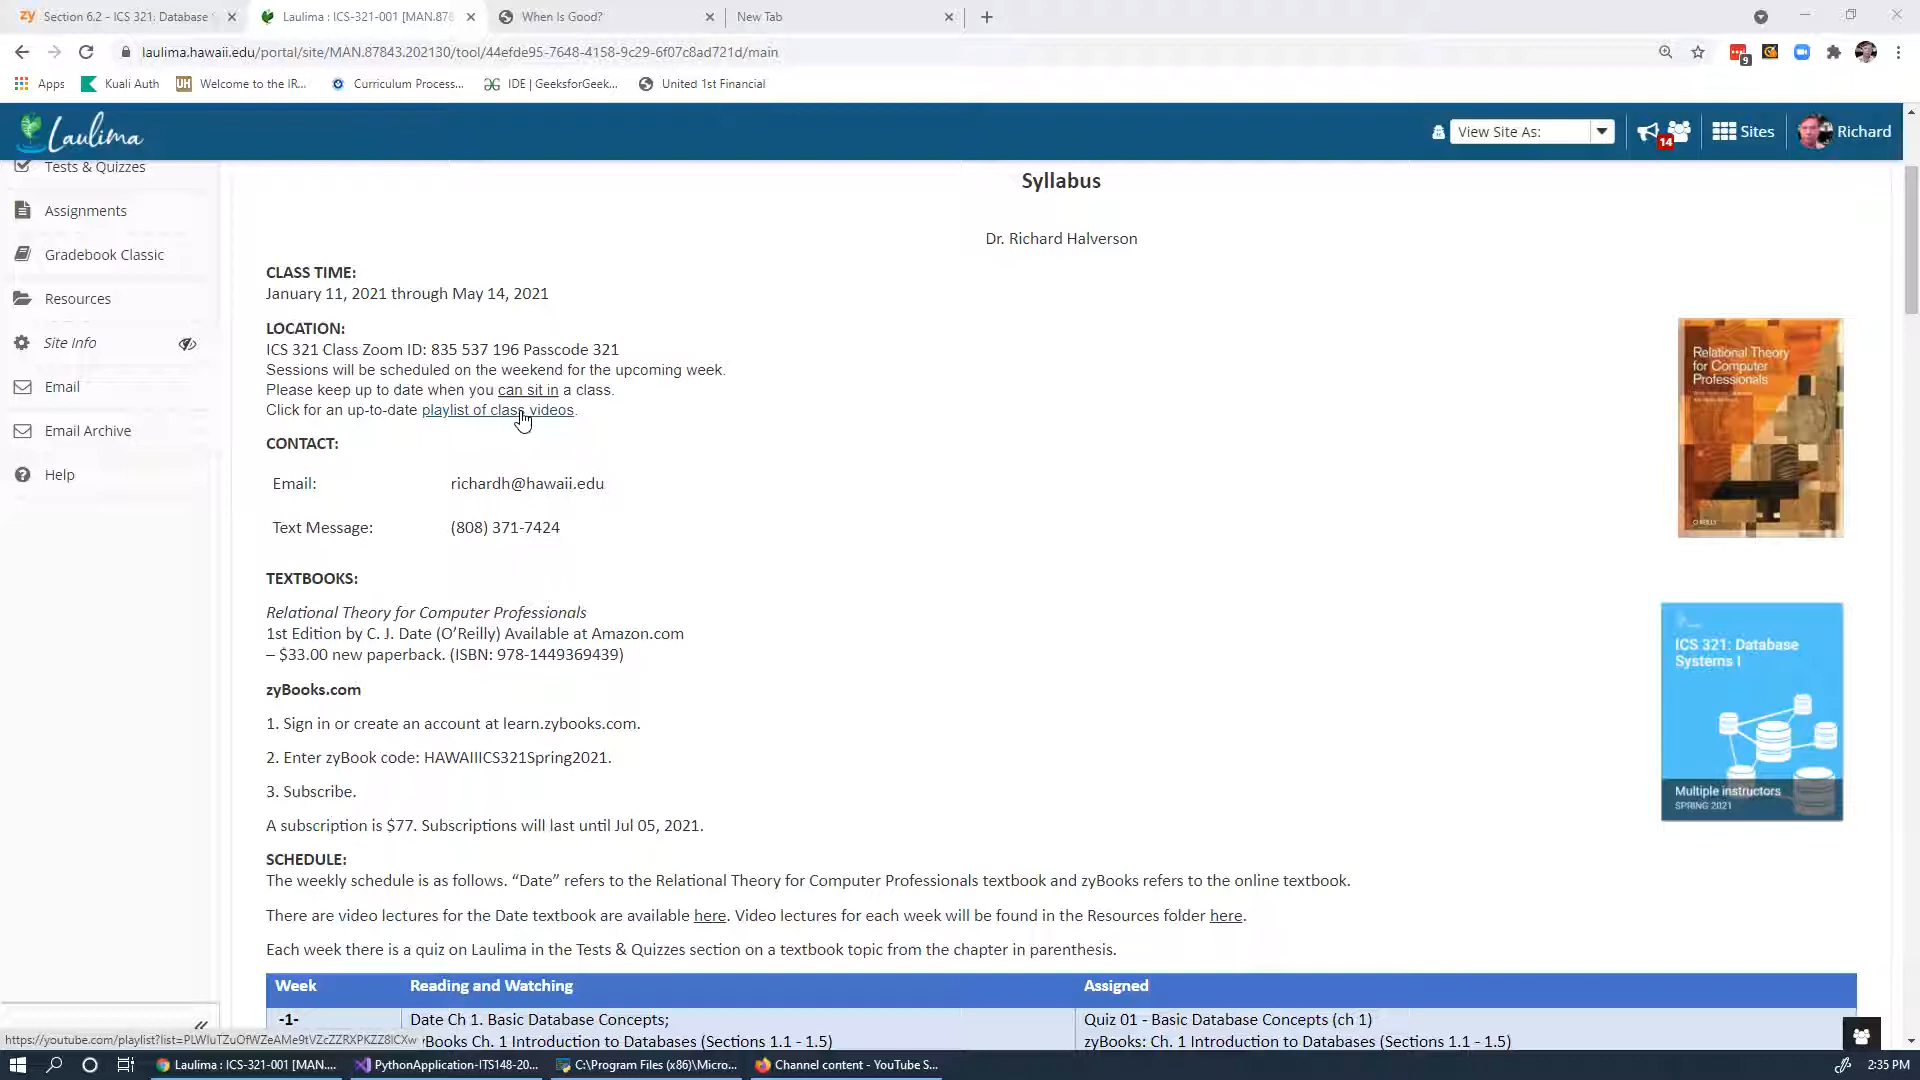 Section 6.2 - ICS 321: Database
Laulima : ICS-321-001 [MAN.878
When Is Good?
New Tab
laulima.hawaii.edu/portal/site/MAN.87843.202130/tool/44efde95-7648-4158-9c29-6f07c8ad721d/main
9
Apps
Kuali Auth
Welcome to the IR...
Curriculum Process...
IDE | GeeksforGeek...
United 1st Financial
Laulima
View Site As:
14
Sites
Richard
Tests & Quizzes
Assignments
Gradebook Classic
Resources
Site Info
Email
Email Archive
Help
Syllabus
Dr. Richard Halverson
CLASS TIME:
January 11, 2021 through May 14, 2021
LOCATION:
ICS 321 Class Zoom ID: 835 537 196 Passcode 321
Sessions will be scheduled on the weekend for the upcoming week.
Please keep up to date when you can sit in a class.
Click for an up-to-date playlist of class videos.
CONTACT:
Email: richardh@hawaii.edu
Text Message: (808) 371-7424
TEXTBOOKS:
Relational Theory for Computer Professionals
1st Edition by C. J. Date (O’Reilly) Available at Amazon.com
– $33.00 new paperback. (ISBN: 978-1449369439)
zyBooks.com
1. Sign in or create an account at learn.zybooks.com.
2. Enter zyBook code: HAWAIIICS321Spring2021.
3. Subscribe.
A subscription is $77. Subscriptions will last until Jul 05, 2021.
Relational Theory
for Computer
Professionals
O'REILLY
ICS 321: Database
Systems I
Multiple instructors
SPRING 2021
SCHEDULE:
The weekly schedule is as follows. “Date” refers to the Relational Theory for Computer Professionals textbook and zyBooks refers to the online textbook.
There are video lectures for the Date textbook are available here. Video lectures for each week will be found in the Resources folder here.
Each week there is a quiz on Laulima in the Tests & Quizzes section on a textbook topic from the chapter in parenthesis.
Week Reading and Watching Assigned
-1- Date Ch 1. Basic Database Concepts; Quiz 01 - Basic Database Concepts (ch 1)
yBooks Ch. 1 Introduction to Databases (Sections 1.1 - 1.5) zyBooks: Ch. 1 Introduction to Databases (Sections 1.1 - 1.5)
Laulima : ICS-321-001 [MAN....
PythonApplication-ITS148-20...
C:\Program Files (x86)\Micro...
Channel content - YouTube S...
2:35 PM